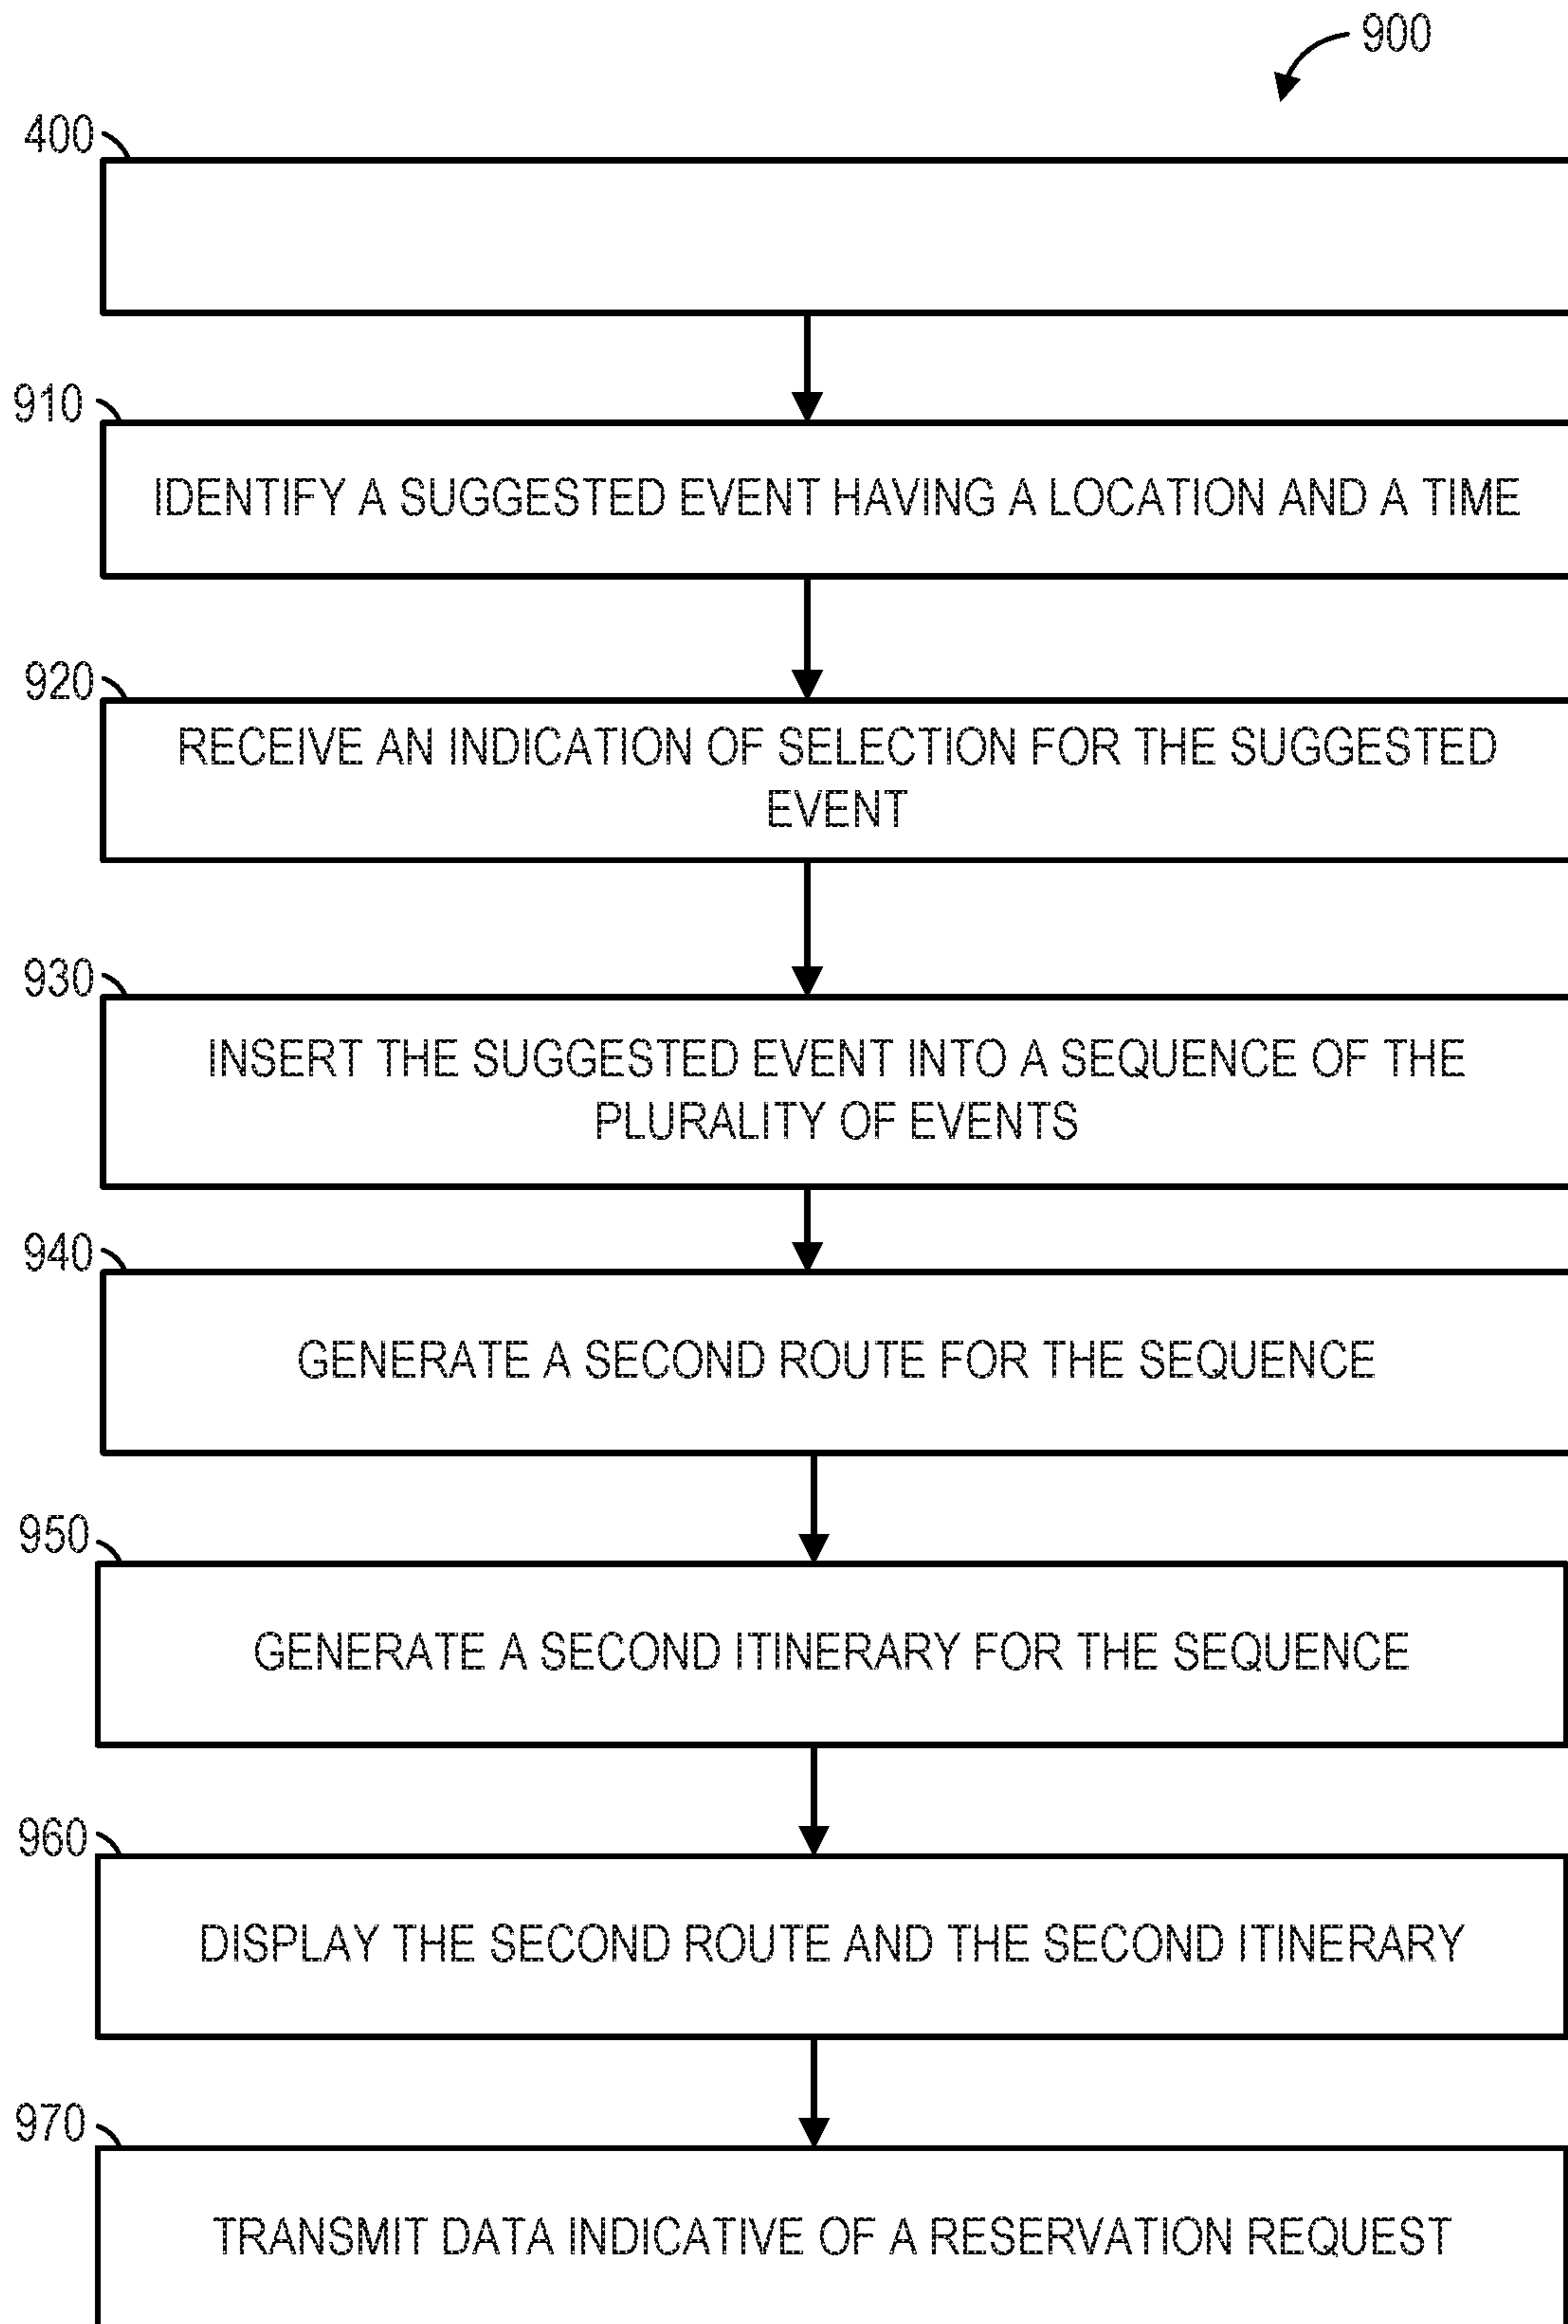 900
400
910
IDENTIFY A SUGGESTED EVENT HAVING A LOCATION AND A TIME
920
RECEIVE AN INDICATION OF SELECTION FOR THE SUGGESTED
EVENT
930
INSERT THE SUGGESTED EVENT INTO A SEQUENCE OF THE
PLURALITY OF EVENTS
940
GENERATE A SECOND ROUTE FOR THE SEQUENCE
950
GENERATE A SECOND ITINERARY FOR THE SEQUENCE
960
DISPLAY THE SECOND ROUTE AND THE SECOND ITINERARY
970
TRANSMIT DATA INDICATIVE OF A RESERVATION REQUEST